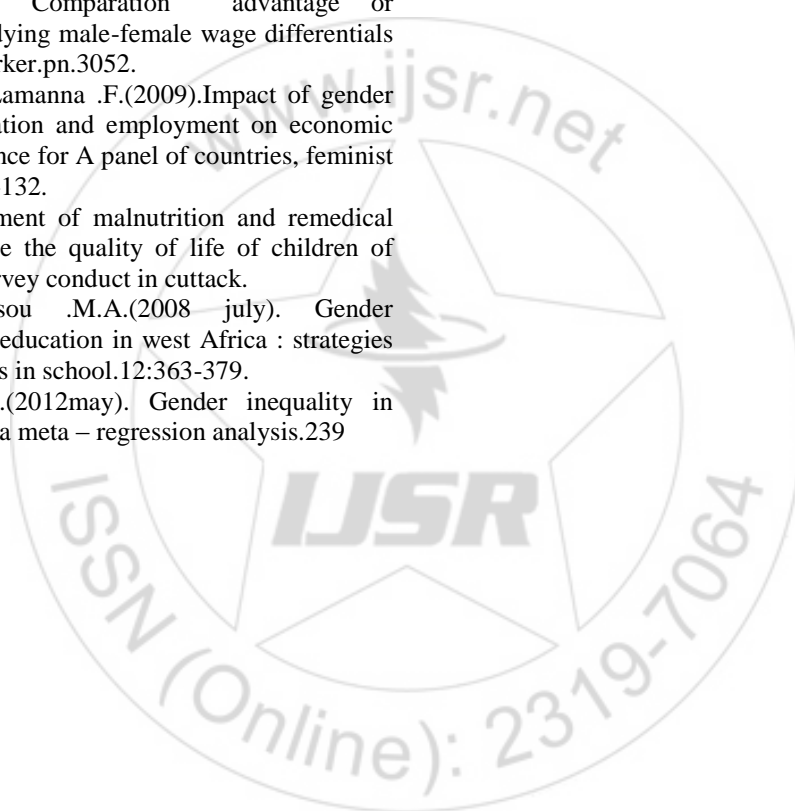 Comparation advantage or
dying male-female wage differentials
rker.pn.3052.
amanna .F.(2009).Impact of gender
ation and employment on economic
nce for A panel of countries, feminist
132.
ment of malnutrition and remedical
e the quality of life of children of
rvey conduct in cuttack.
sou .M.A.(2008 july). Gender
education in west Africa : strategies
s in school.12:363-379.
.(2012may). Gender inequality in
a meta – regression analysis.239
www.ijsr.net
IJSR
ISSN (Online): 2319-7064